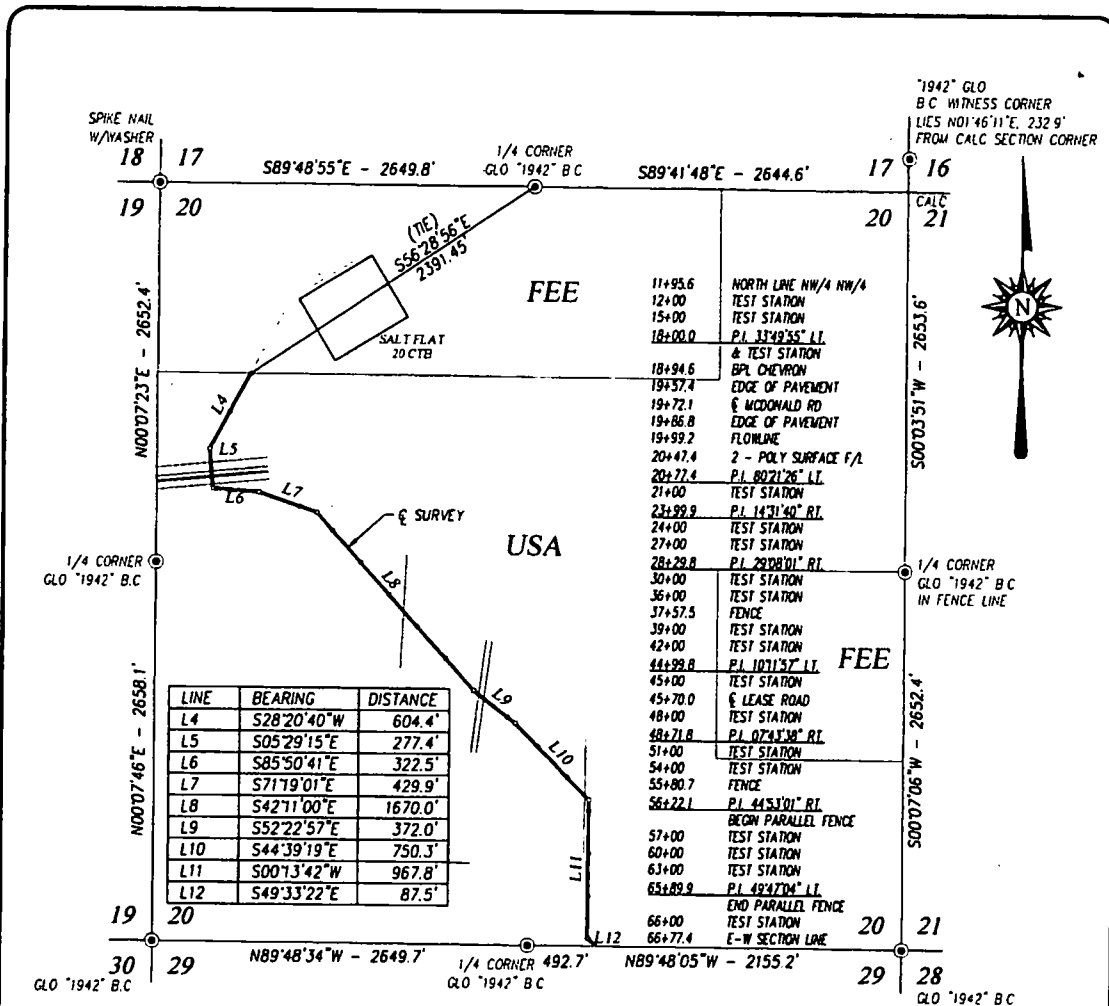 "1942" GLO
B C WITNESS CORNER
LIES N01°46'11"E, 232 9'
FROM CALC SECTION CORNER
SPIKE NAIL
W/WASHER
18 17
19 20
S89°48'55"E - 2649.8'
1/4 CORNER
GLO "1942" B C
S89°41'48"E - 2644.6'
17 16
CALC
20 21
(TIE)
S56°28'56"E
2391.45'
SALT FLAT
20 CTB
FEE
N
N00°07'23"E - 2652.4'
S00°03'51"W - 2653.6'
11+95.6 NORTH LINE NW/4 NW/4
12+00 TEST STATION
15+00 TEST STATION
18+00.0 P.I. 33°49'55" LT.
& TEST STATION
18+94.6 BPL CHEVRON
19+57.4 EDGE OF PAVEMENT
19+72.1 ℄ MCDONALD RD
19+86.8 EDGE OF PAVEMENT
19+99.2 FLOWLINE
20+47.4 2 - POLY SURFACE F/L
20+77.4 P.I. 80°21'26" LT.
21+00 TEST STATION
23+99.9 P.I. 14°31'40" RT.
24+00 TEST STATION
27+00 TEST STATION
28+29.8 P.I. 29°08'01" RT.
30+00 TEST STATION
36+00 TEST STATION
37+57.5 FENCE
39+00 TEST STATION
42+00 TEST STATION
44+99.8 P.I. 10°11'57" LT.
45+00 TEST STATION
45+70.0 ℄ LEASE ROAD
48+00 TEST STATION
48+71.8 P.I. 07°43'38" RT.
51+00 TEST STATION
54+00 TEST STATION
55+80.7 FENCE
56+22.1 P.I. 44°53'01" RT.
BEGIN PARALLEL FENCE
57+00 TEST STATION
60+00 TEST STATION
63+00 TEST STATION
65+89.9 P.I. 49°47'04" LT.
END PARALLEL FENCE
66+00 TEST STATION
66+77.4 E-W SECTION LINE
L4
L5
L6
L7
℄ SURVEY
USA
L8
L9
L10
L11
L12
1/4 CORNER
GLO "1942" B.C
1/4 CORNER
GLO "1942" B C
IN FENCE LINE
FEE
N00°07'46"E - 2658.1'
S00°07'06"W - 2652.4'
LINE BEARING DISTANCE
L4 S28°20'40"W 604.4'
L5 S05°29'15"E 277.4'
L6 S85°50'41"E 322.5'
L7 S71°19'01"E 429.9'
L8 S42°11'00"E 1670.0'
L9 S52°22'57"E 372.0'
L10 S44°39'19"E 750.3'
L11 S00°13'42"W 967.8'
L12 S49°33'22"E 87.5'
19 20
30 29
GLO "1942" B.C
N89°48'34"W - 2649.7'
1/4 CORNER
GLO "1942" B C
492.7'
N89°48'05"W - 2155.2'
20 21
29 28
GLO "1942" B C